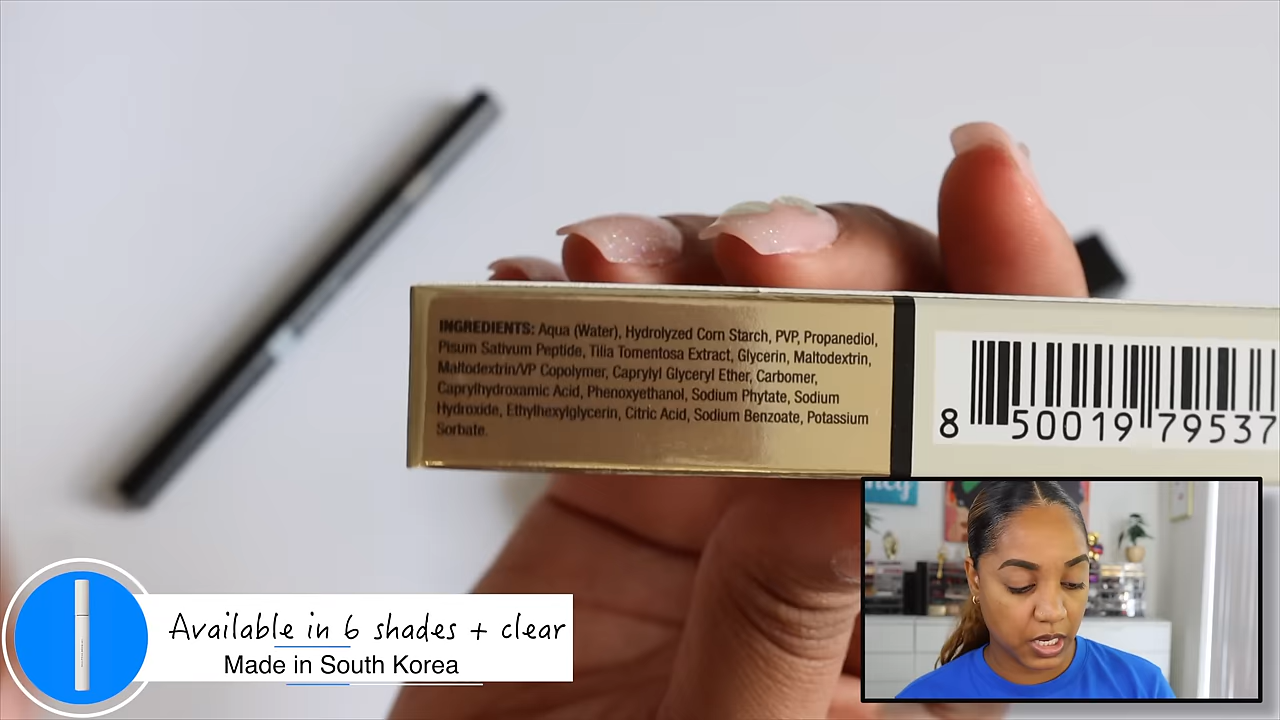 INGREDIENTS: Aqua (Water), Hydrolyzed Corn Starch, PVP, Propanediol,
Pisum Sativum Peptide, Tilia Tomentosa Extract, Glycerin, Maltodextrin,
Maltodextrin/VP Copolymer, Caprylyl Glyceryl Ether, Carbomer,
Caprylhydroxamic Acid, Phenoxyethanol, Sodium Phytate, Sodium
Hydroxide, Ethylhexylglycerin, Citric Acid, Sodium Benzoate, Potassium
Sorbate.
8 50019 79537
Available in 6 shades + clear
Made in South Korea